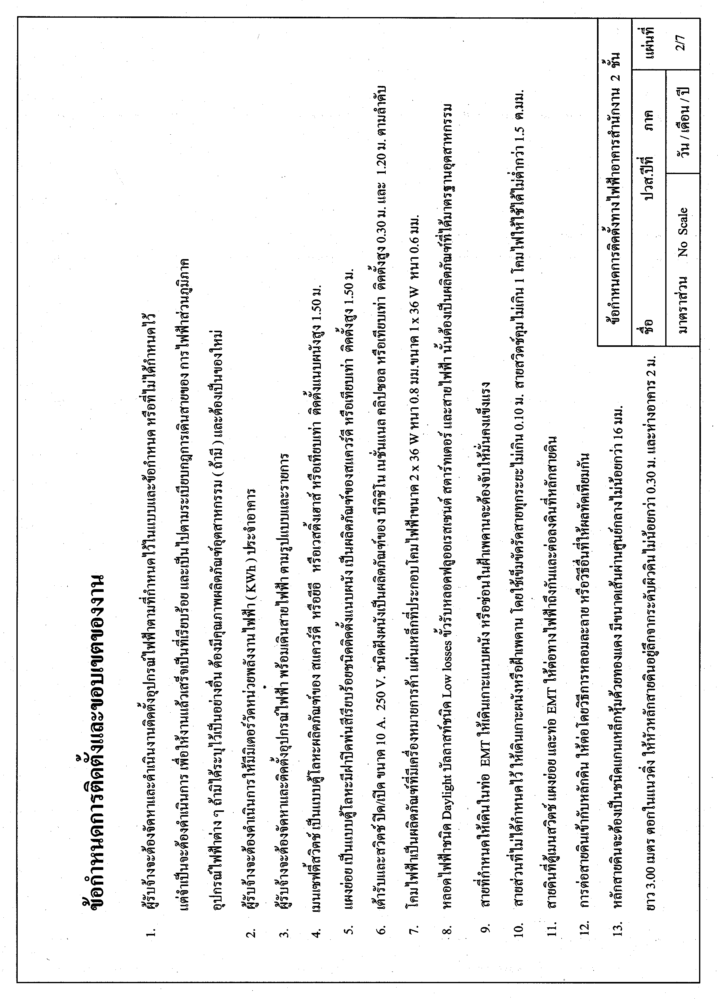 ข้อกำหนดการติดตั้งและขอบเขตของงาน
1. ผู้รับจ้างจะต้องจัดหาและดำเนินงานติดตั้งอุปกรณ์ไฟฟ้าตามที่กำหนดไว้ในแบบและข้อกำหนด หรือที่ไม่ได้กำหนดไว้
แต่จำเป็นจะต้องดำเนินการ เพื่อให้งานแล้วเสร็จเป็นที่เรียบร้อย และเป็นไปตามระเบียบกฎการเดินสายของ การไฟฟ้าส่วนภูมิภาค
อุปกรณ์ไฟฟ้าต่าง ๆ ถ้ามิได้ระบุไว้เป็นอย่างอื่น ต้องมีคุณภาพผลิตภัณฑ์อุตสาหกรรม ( ถ้ามี ) และต้องเป็นของใหม่
2. ผู้รับจ้างจะต้องดำเนินการให้มีมิเตอร์วัดหน่วยพลังงานไฟฟ้า ( KWh ) ประจำอาคาร
3. ผู้รับจ้างจะต้องจัดหาและติดตั้งอุปกรณ์ไฟฟ้า พร้อมเดินสายไฟฟ้า ตามรูปแบบและรายการ
4. เมนเซฟตี้สวิตช์ เป็นแบบตู้โลหะผลิตภัณฑ์ของ สแควร์ดี หรือยีอี หรือเวสติ้งเฮาส์ หรือเทียบเท่า ติดตั้งแนบผนังสูง 1.50 ม.
5. แผงย่อย เป็นแบบตู้โลหะมีฝาปิดพ่นสีเรียบร้อยชนิดติดตั้งแนบผนัง เป็นผลิตภัณฑ์ของสแควร์ดี หรือเทียบเท่า ติดตั้งสูง 1.50 ม.
6. เต้ารับและสวิตช์ ปิด/เปิด ขนาด 10 A. 250 V. ชนิดฝังผนังเป็นผลิตภัณฑ์ของ บีทิชิโน เนชั่นแนล คลิปซอล หรือเทียบเท่า ติดตั้งสูง 0.30 ม. และ 1.20 ม. ตามลำดับ
7. โคมไฟฟ้าเป็นผลิตภัณฑ์ที่มีเครื่องหมายการค้า แผ่นเหล็กที่ประกอบโคมไฟฟ้าขนาด 2 x 36 W หนา 0.8 มม.ขนาด 1 x 36 W หนา 0.6 มม.
8. หลอดไฟฟ้าชนิด Daylight บัลลาสท์ชนิด Low losses ขั้วรับหลอดฟลูออเรสเซนต์ สตาร์ทเตอร์ และสายไฟฟ้า นั้นต้องเป็นผลิตภัณฑ์ที่ได้มาตรฐานอุตสาหกรรม
9. สายที่กำหนดให้เดินในท่อ EMT ให้เดินเกาะแนบผนัง หรือซ่อนในฝ้าเพดานจะต้องจับให้มั่นคงแข็งแรง
10. สายส่วนที่ไม่ได้กำหนดไว้ ให้เดินเกาะผนังหรือฝ้าเพดาน โดยใช้เข็มขัดรัดสายทุกระยะไม่เกิน 0.10 ม. สายสวิตช์คุมไม่เกิน 1 โคมไฟให้ใช้ได้ไม่ต่ำกว่า 1.5 ต.มม.
11. สายดินที่ตู้เมนสวิตช์ แผงย่อย และท่อ EMT ให้ต่อทางไฟฟ้าถึงกันและต่อลงดินที่หลักสายดิน
12. การต่อสายดินเข้ากับหลักดิน ให้ต่อโดยวิธีการหลอมละลาย หรือวิธีอื่นที่ให้ผลทัดเทียมกัน
13. หลักสายดินจะต้องเป็นชนิดแกนเหล็กหุ้มด้วยทองแดง มีขนาดเส้นผ่านศูนย์กลางไม่น้อยกว่า 16 มม.
ยาว 3.00 เมตร ตอกในแนวดิ่ง ให้หัวหลักสายดินอยู่ลึกจากระดับผิวดิน ไม่น้อยกว่า 0.30 ม. และห่างอาคาร 2 ม.
ข้อกำหนดการติดตั้งทางไฟฟ้าอาคารสำนักงาน 2 ชั้น
ชื่อ ปวส.ปีที่ ภาค แผ่นที่
มาตราส่วน No Scale วัน / เดือน / ปี 2/7